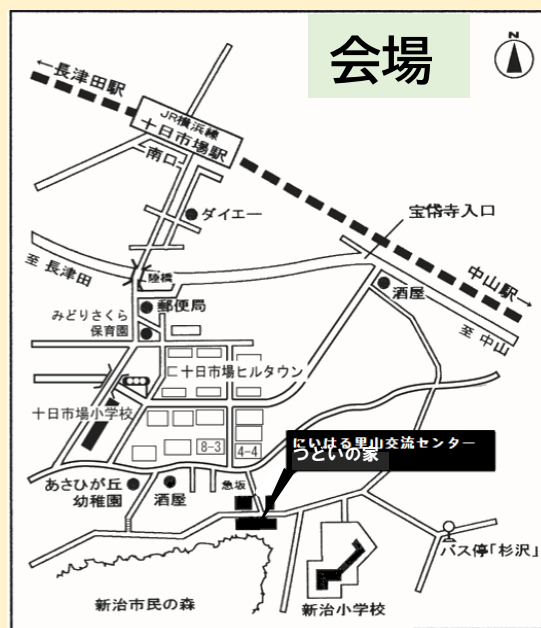 会場
N
←長津田駅
JR横浜線
十日市場駅
南口
ダイエー
宝袋寺入口
至 長津田
陸橋
酒屋
中山駅→
郵便局
みどりさくら
保育園
至 中山
十日市場ヒルタウン
十日市場小学校
8-3
4-4
にいはる里山交流センター
つどいの家
あさひが丘
幼稚園
酒屋
急坂
バス停「杉沢」
新治市民の森
新治小学校